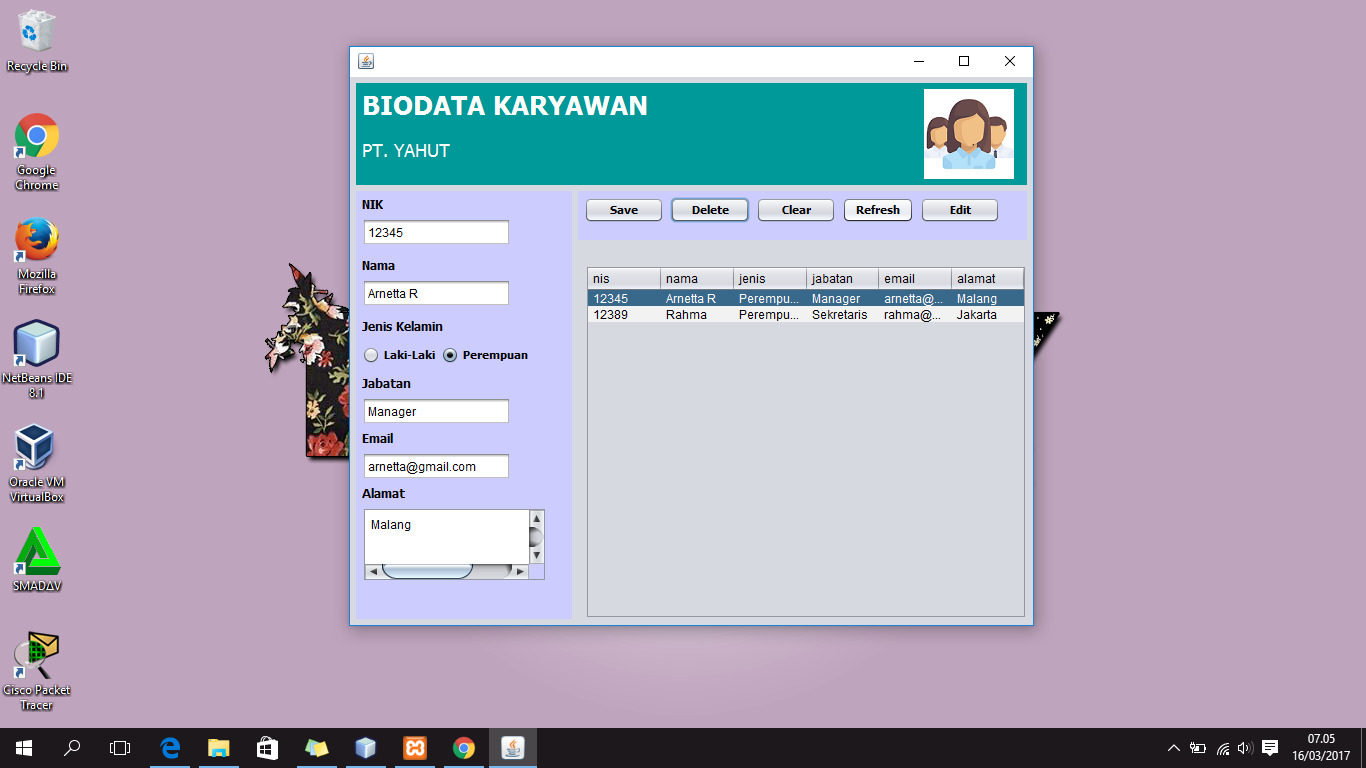 Recycle Bin
Google
Chrome
Mozilla
Firefox
NetBeans IDE
8.1
Oracle VM
VirtualBox
SMADΔV
Cisco Packet
Tracer
BIODATA KARYAWAN
PT. YAHUT
NIK
12345
Nama
Arnetta R
Jenis Kelamin
Laki-Laki Perempuan
Jabatan
Manager
Email
arnetta@gmail.com
Alamat
Malang
Save Delete Clear Refresh Edit
nis nama jenis jabatan email alamat
12345 Arnetta R Perempu... Manager arnetta@... Malang
12389 Rahma Perempu... Sekretaris rahma@... Jakarta
07.05
16/03/2017